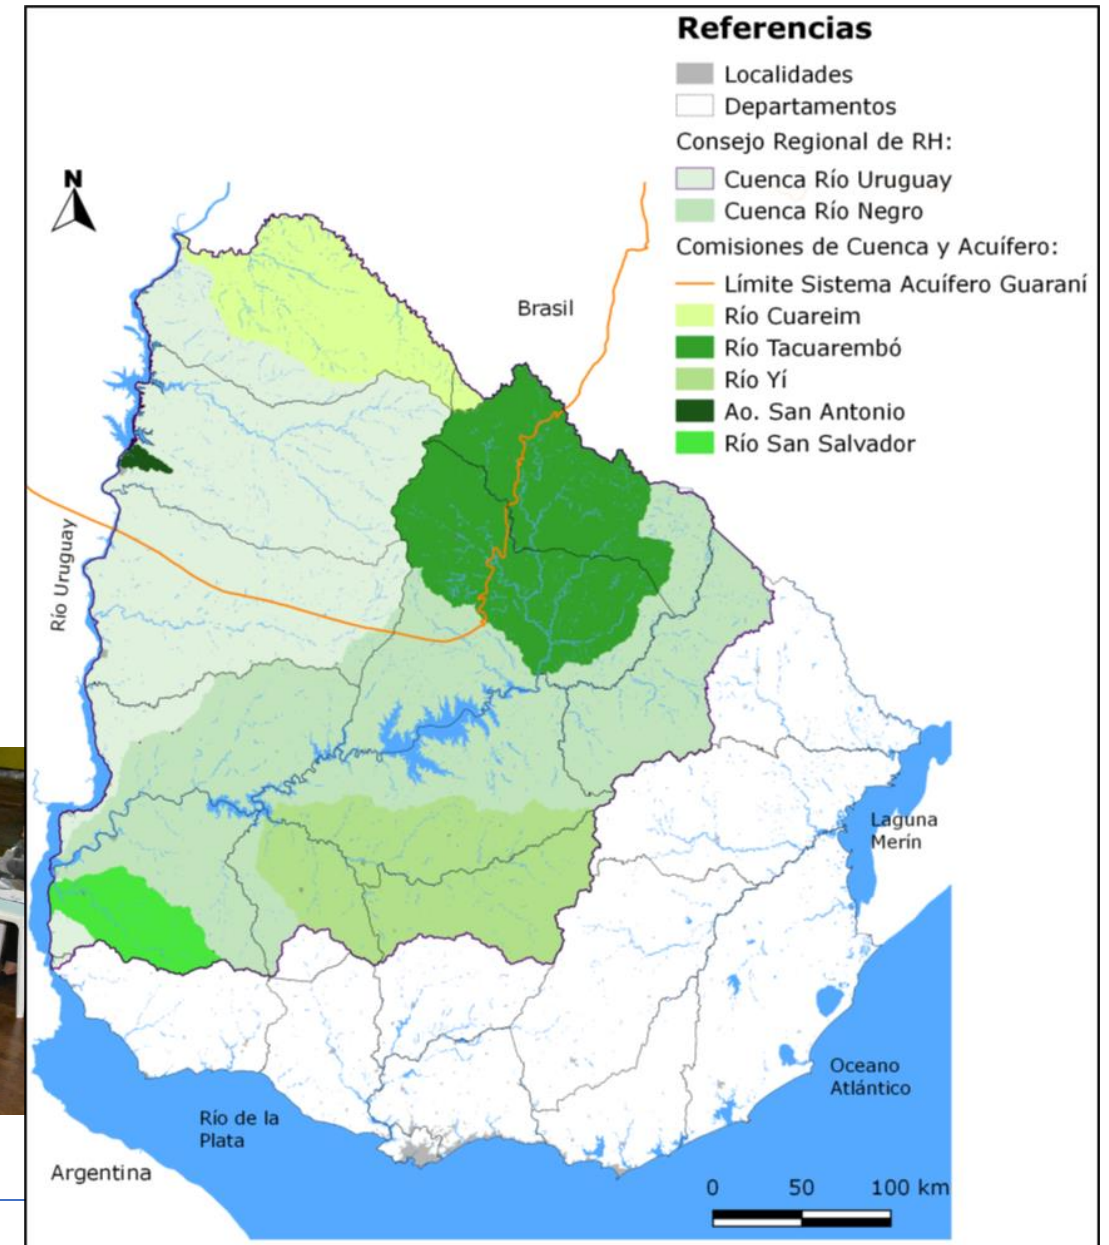 Referencias
Localidades
Departamentos
Consejo Regional de RH:
Cuenca Río Uruguay
Cuenca Río Negro
Comisiones de Cuenca y Acuífero:
Límite Sistema Acuífero Guaraní
Río Cuareim
Río Tacuarembó
Río Yí
Ao. San Antonio
Río San Salvador
N
Brasil
Río Uruguay
Laguna
Merín
Oceano
Atlántico
Río de la
Plata
Argentina
0 50 100 km